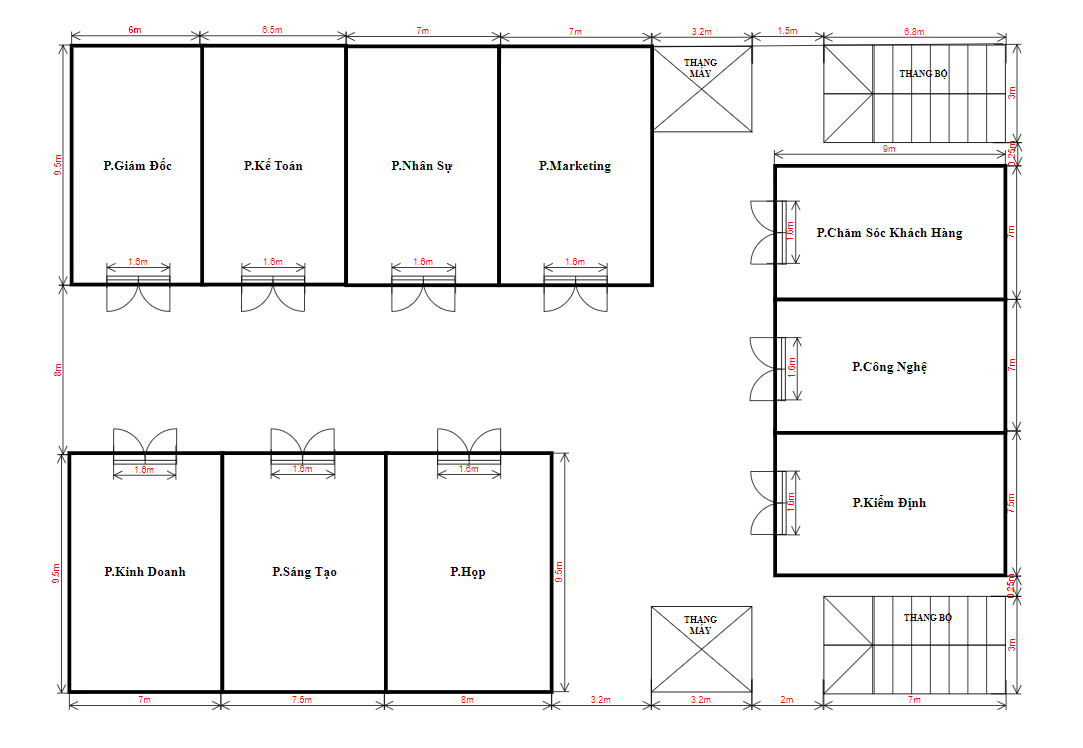 6m 6.5m 7m 7m 3.2m 1.5m 6.8m
THANG
MÁY
THANG BỘ
3m
0.25m
9m
9.5m
P.Giám Đốc P.Kế Toán P.Nhân Sự P.Marketing
P.Chăm Sóc Khách Hàng
1.6m
7m
1.6m 1.6m 1.6m 1.6m
8m
P.Công Nghệ
1.6m
7m
1.6m 1.6m 1.6m
P.Kiểm Định
1.6m
7.5m
9.5m
P.Kinh Doanh P.Sáng Tạo P.Họp
9.5m
0.25m
THANG
MÁY
THANG BỘ
3m
7m 7.5m 8m 3.2m 3.2m 2m 7m